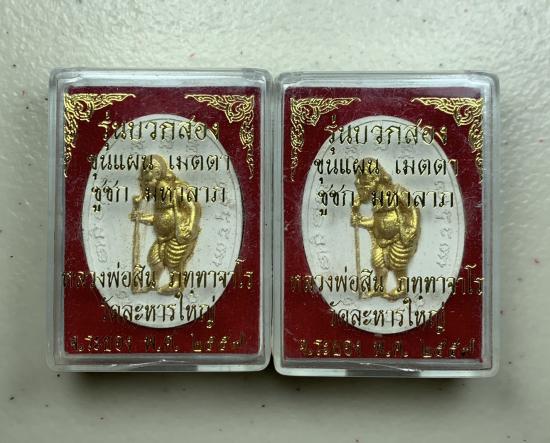 รุ่นบวกสอง
ขุนแผน เมตตา
ชูชก มหาลาภ
หลวงพ่อสิน ภทฺทาจาโร
วัดละหารใหญ่
จ.ระยอง พ.ศ. ๒๕๕๗
รุ่นบวกสอง
ขุนแผน เมตตา
ชูชก มหาลาภ
หลวงพ่อสิน ภทฺทาจาโร
วัดละหารใหญ่
จ.ระยอง พ.ศ. ๒๕๕๗